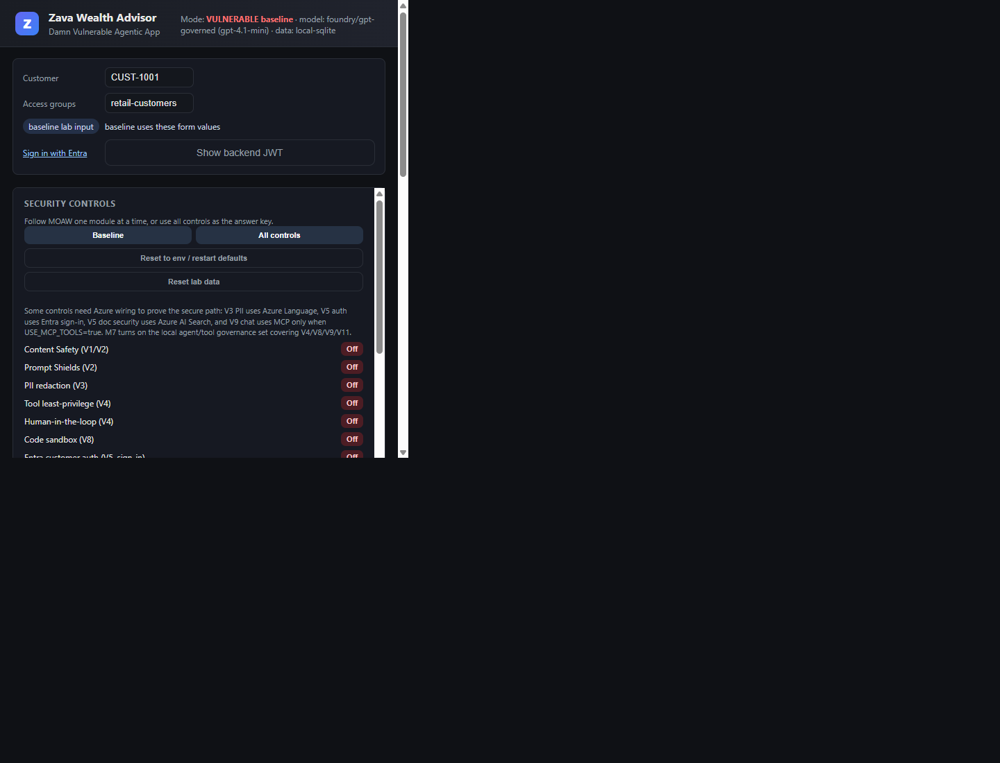 Z
Zava Wealth Advisor
Damn Vulnerable Agentic App
Mode: VULNERABLE baseline · model: foundry/gpt-
governed (gpt-4.1-mini) · data: local-sqlite
Customer
CUST-1001
Access groups
retail-customers
baseline lab input
baseline uses these form values
Sign in with Entra
Show backend JWT
SECURITY CONTROLS
Follow MOAW one module at a time, or use all controls as the answer key.
Baseline
All controls
Reset to env / restart defaults
Reset lab data
Some controls need Azure wiring to prove the secure path: V3 PII uses Azure Language, V5 auth
uses Entra sign-in, V5 doc security uses Azure AI Search, and V9 chat uses MCP only when
USE_MCP_TOOLS=true. M7 turns on the local agent/tool governance set covering V4/V8/V9/V11.
Content Safety (V1/V2)
Off
Prompt Shields (V2)
Off
PII redaction (V3)
Off
Tool least-privilege (V4)
Off
Human-in-the-loop (V4)
Off
Code sandbox (V8)
Off
Entra customer auth (V5, sign-in)
Off